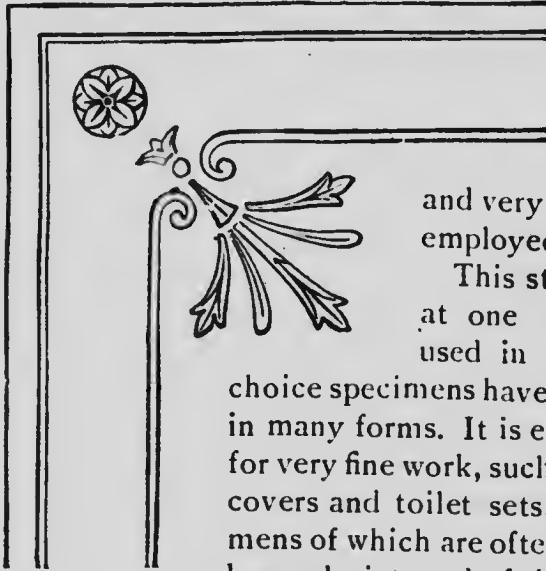 and very
employed
This st
at one
used in
choice specimens have
in many forms. It is e
for very fine work, such
covers and toilet sets
mens of which are ofte